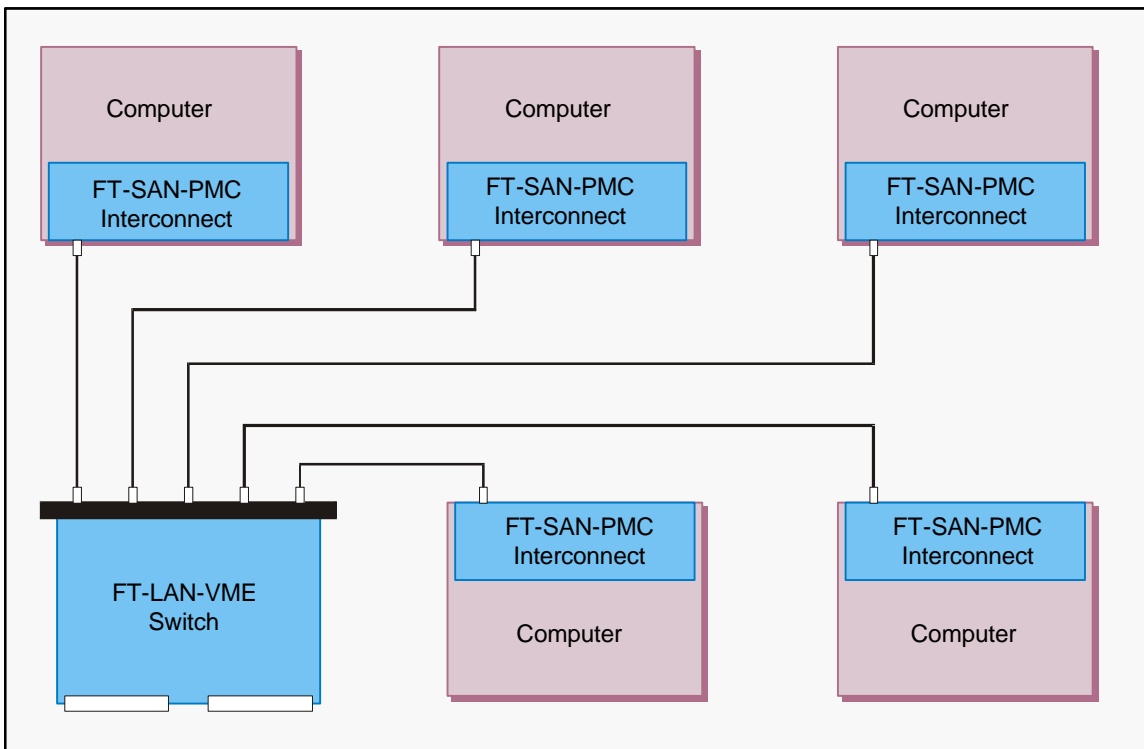 Computer
FT-SAN-PMC
Interconnect
Computer
FT-SAN-PMC
Interconnect
Computer
FT-SAN-PMC
Interconnect
FT-LAN-VME
Switch
FT-SAN-PMC
Interconnect
Computer
FT-SAN-PMC
Interconnect
Computer